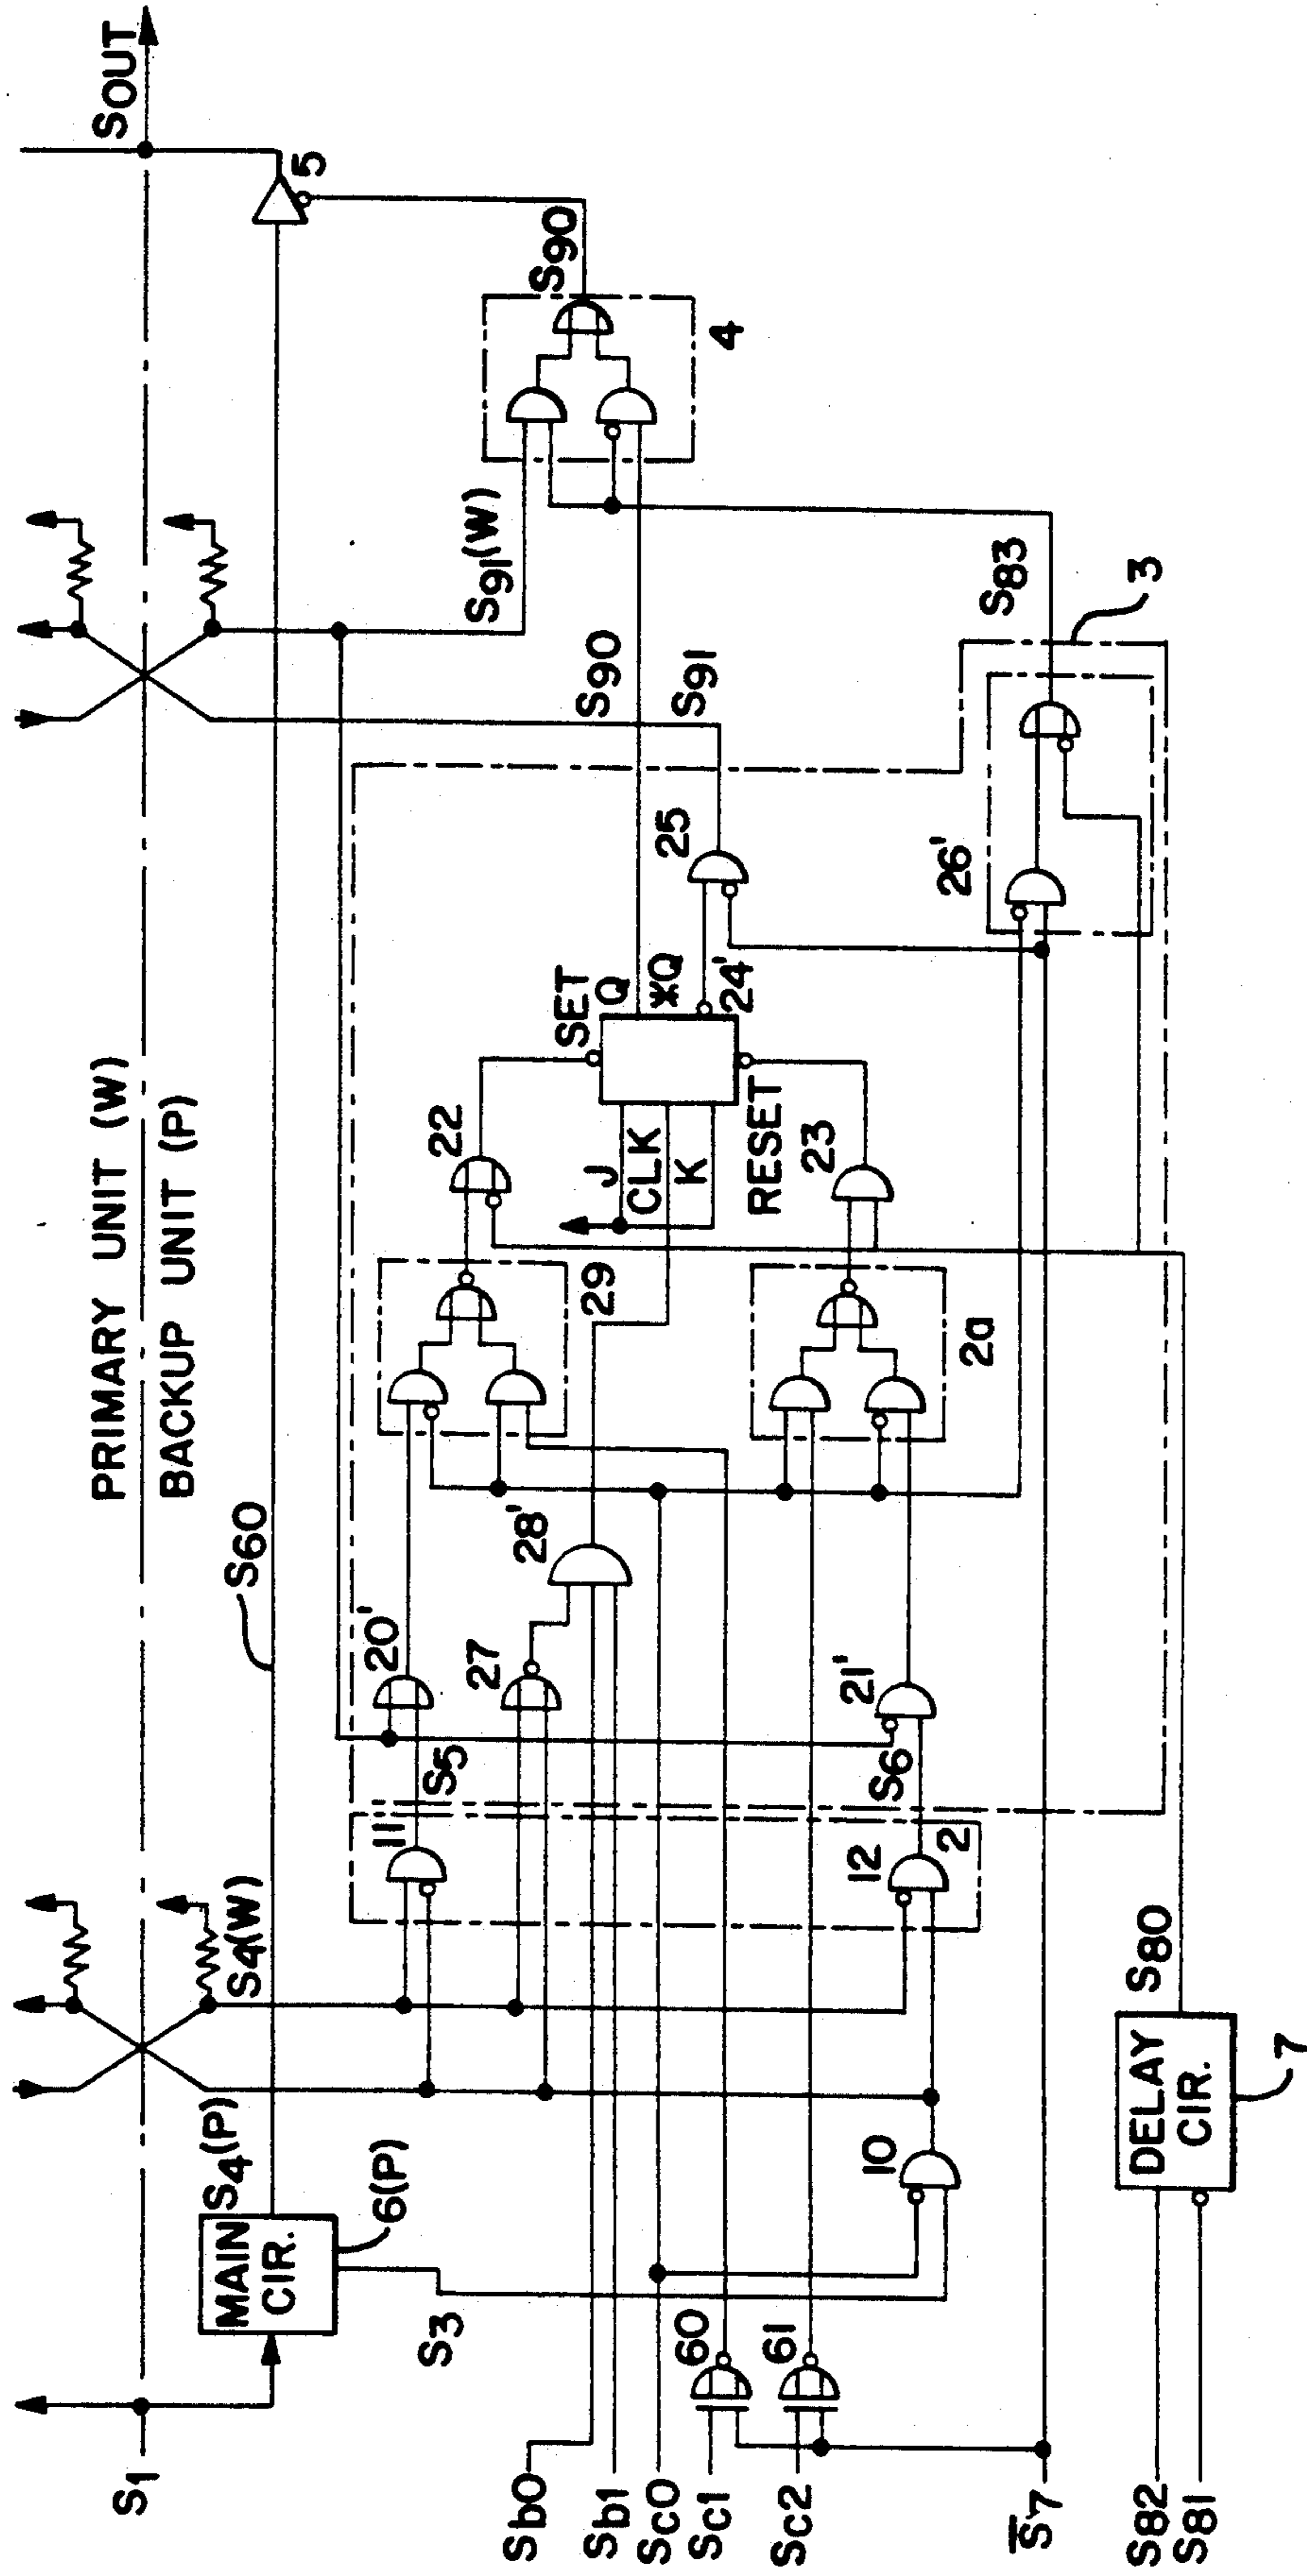 S1
PRIMARY UNIT (W)
BACKUP UNIT (P)
SOUT
MAIN
CIR.
6(P)
S60
5
S4(P)
S4(W)
S3
S91(W)
S90
4
11
S5
20'
27
28'
22
29
SET
J
CLK
K
Q
*Q
24'
RESET
23
2a
25
S90
S91
12
2
S6
21'
10
60
61
26'
S83
3
Sb0
Sb1
Sc0
Sc1
Sc2
S7
S82
S81
DELAY
CIR.
7
S80